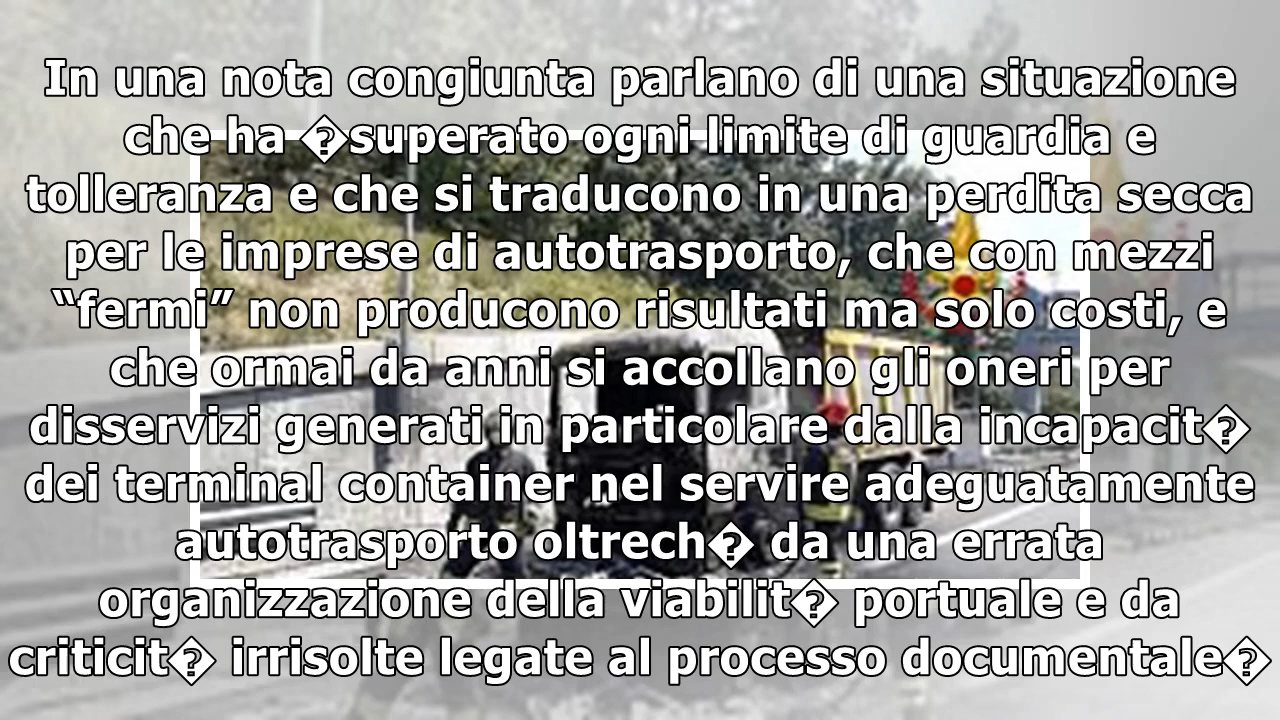 In una nota congiunta parlano di una situazione
che ha �superato ogni limite di guardia e
tolleranza e che si traducono in una perdita secca
per le imprese di autotrasporto, che con mezzi
“fermi” non producono risultati ma solo costi, e
che ormai da anni si accollano gli oneri per
disservizi generati in particolare dalla incapacit�
dei terminal container nel servire adeguatamente
autotrasporto oltrech� da una errata
organizzazione della viabilit� portuale e da
criticit� irrisolte legate al processo documentale�